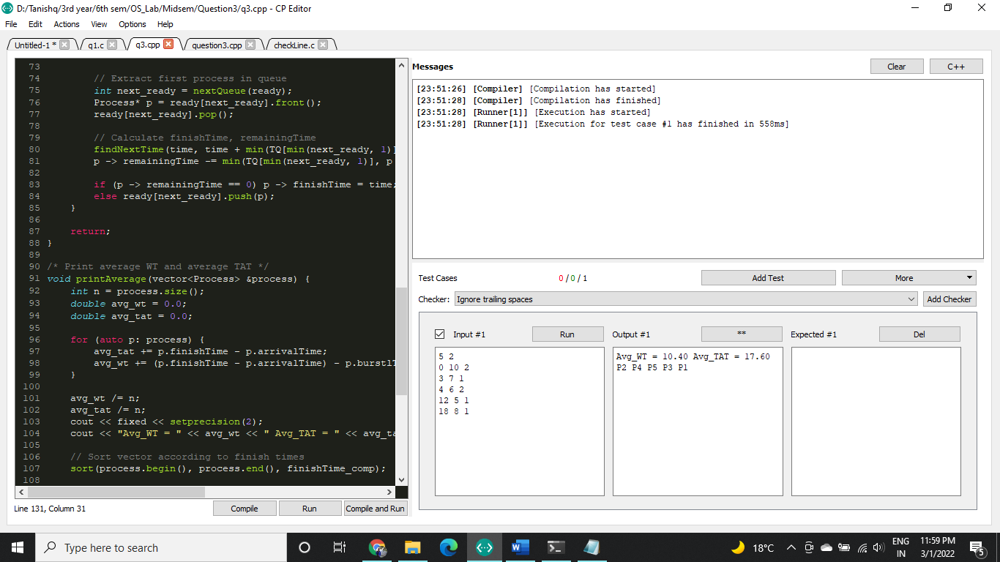 D:/Tanishq/3rd year/6th sem/OS_Lab/Midsem/Question3/q3.cpp - CP Editor
File Edit Actions View Options Help
Untitled-1 * q1.c q3.cpp question3.cpp checkLine.c
73
74 // Extract first process in queue
75 int next_ready = nextQueue(ready);
76 Process* p = ready[next_ready].front();
77 ready[next_ready].pop();
78
79 // Calculate finishTime, remainingTime
80 findNextTime(time, time + min(TQ[min(next_ready, 1)]
81 p -> remainingTime -= min(TQ[min(next_ready, 1)], p
82
83 if (p -> remainingTime == 0) p -> finishTime = time;
84 else ready[next_ready].push(p);
85 }
86
87 return;
88 }
89
90 /* Print average WT and average TAT */
91 void printAverage(vector<Process> &process) {
92 int n = process.size();
93 double avg_wt = 0.0;
94 double avg_tat = 0.0;
95
96 for (auto p: process) {
97 avg_tat += p.finishTime - p.arrivalTime;
98 avg_wt += (p.finishTime - p.arrivalTime) - p.burstlT
99 }
100
101 avg_wt /= n;
102 avg_tat /= n;
103 cout << fixed << setprecision(2);
104 cout << "Avg_WT = " << avg_wt << " Avg_TAT = " << avg_ta
105
106 // Sort vector according to finish times
107 sort(process.begin(), process.end(), finishTime_comp);
108
Line 131, Column 31
Compile Run Compile and Run
Messages Clear C++
[23:51:26] [Compiler] [Compilation has started]
[23:51:28] [Compiler] [Compilation has finished]
[23:51:28] [Runner[1]] [Execution has started]
[23:51:28] [Runner[1]] [Execution for test case #1 has finished in 558ms]
Test Cases 0 / 0 / 1 Add Test More
Checker: Ignore trailing spaces Add Checker
Input #1 Run Output #1 ** Expected #1 Del
5 2
0 10 2
3 7 1
4 6 2
12 5 1
18 8 1
Avg_WT = 10.40 Avg_TAT = 17.60
P2 P4 P5 P3 P1
Type here to search
18°C
ENG
IN
11:59 PM
3/1/2022
5